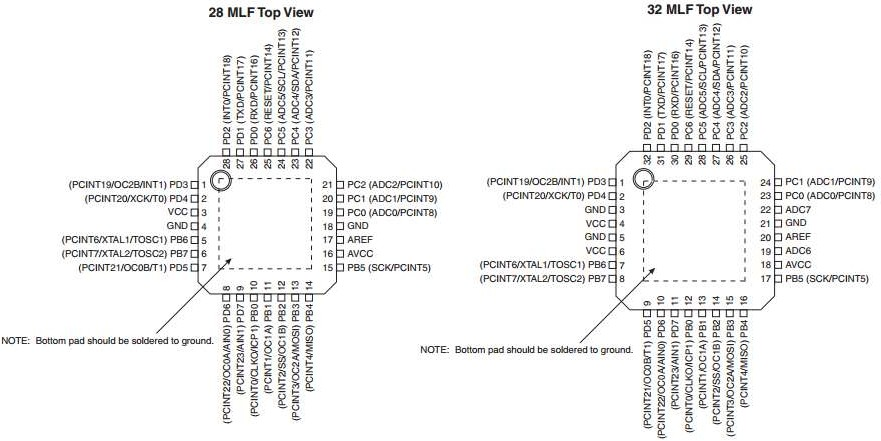 28 MLF Top View
PD2 (INT0/PCINT18)
PD1 (TXD/PCINT17)
PD0 (RXD/PCINT16)
PC6 (RESET/PCINT14)
PC5 (ADC5/SCL/PCINT13)
PC4 (ADC4/SDA/PCINT12)
PC3 (ADC3/PCINT11)
28 27 26 25 24 23 22
(PCINT19/OC2B/INT1) PD3 1
(PCINT20/XCK/T0) PD4 2
VCC 3
GND 4
(PCINT6/XTAL1/TOSC1) PB6 5
(PCINT7/XTAL2/TOSC2) PB7 6
(PCINT21/OC0B/T1) PD5 7
21 PC2 (ADC2/PCINT10)
20 PC1 (ADC1/PCINT9)
19 PC0 (ADC0/PCINT8)
18 GND
17 AREF
16 AVCC
15 PB5 (SCK/PCINT5)
8 9 10 11 12 13 14
(PCINT22/OC0A/AIN0) PD6
(PCINT23/AIN1) PD7
(PCINT0/CLKO/ICP1) PB0
(PCINT1/OC1A) PB1
(PCINT2/SS/OC1B) PB2
(PCINT3/OC2A/MOSI) PB3
(PCINT4/MISO) PB4
NOTE: Bottom pad should be soldered to ground.
32 MLF Top View
PD2 (INT0/PCINT18)
PD1 (TXD/PCINT17)
PD0 (RXD/PCINT16)
PC6 (RESET/PCINT14)
PC5 (ADC5/SCL/PCINT13)
PC4 (ADC4/SDA/PCINT12)
PC3 (ADC3/PCINT11)
PC2 (ADC2/PCINT10)
32 31 30 29 28 27 26 25
(PCINT19/OC2B/INT1) PD3 1
(PCINT20/XCK/T0) PD4 2
GND 3
VCC 4
GND 5
VCC 6
(PCINT6/XTAL1/TOSC1) PB6 7
(PCINT7/XTAL2/TOSC2) PB7 8
24 PC1 (ADC1/PCINT9)
23 PC0 (ADC0/PCINT8)
22 ADC7
21 GND
20 AREF
19 ADC6
18 AVCC
17 PB5 (SCK/PCINT5)
9 10 11 12 13 14 15 16
(PCINT21/OC0B/T1) PD5
(PCINT22/OC0A/AIN0) PD6
(PCINT23/AIN1) PD7
(PCINT0/CLKO/ICP1) PB0
(PCINT1/OC1A) PB1
(PCINT2/SS/OC1B) PB2
(PCINT3/OC2A/MOSI) PB3
(PCINT4/MISO) PB4
NOTE: Bottom pad should be soldered to ground.